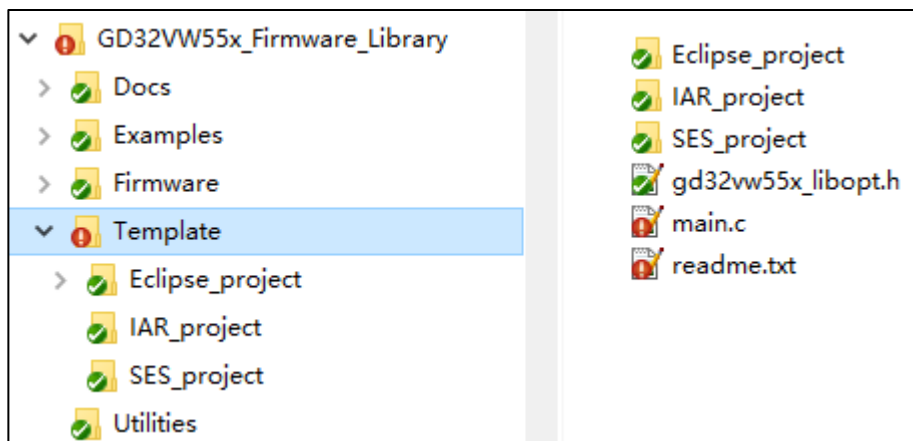 GD32VW55x_Firmware_Library
Docs
Examples
Firmware
Template
Eclipse_project
IAR_project
SES_project
Utilities
Eclipse_project
IAR_project
SES_project
gd32vw55x_libopt.h
main.c
readme.txt